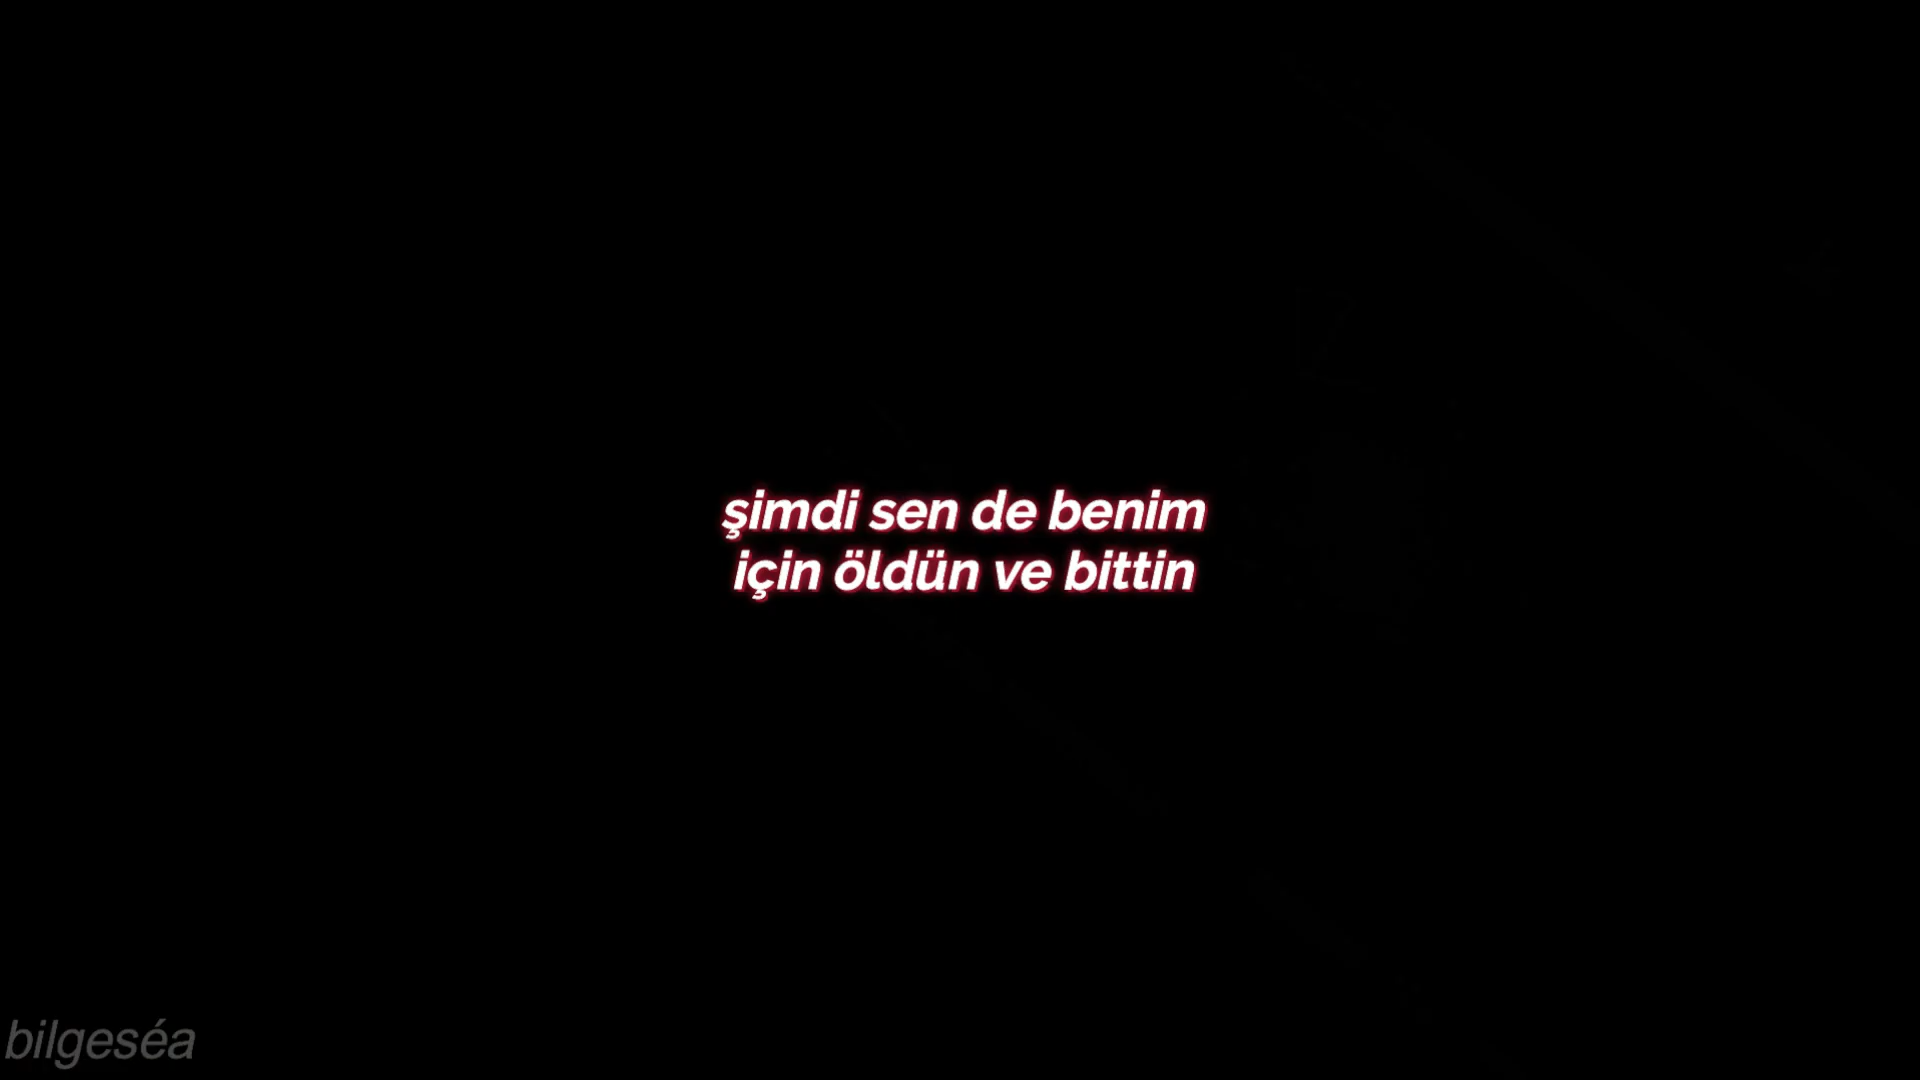 şimdi sen de benim
için öldün ve bittin
bilgeséa